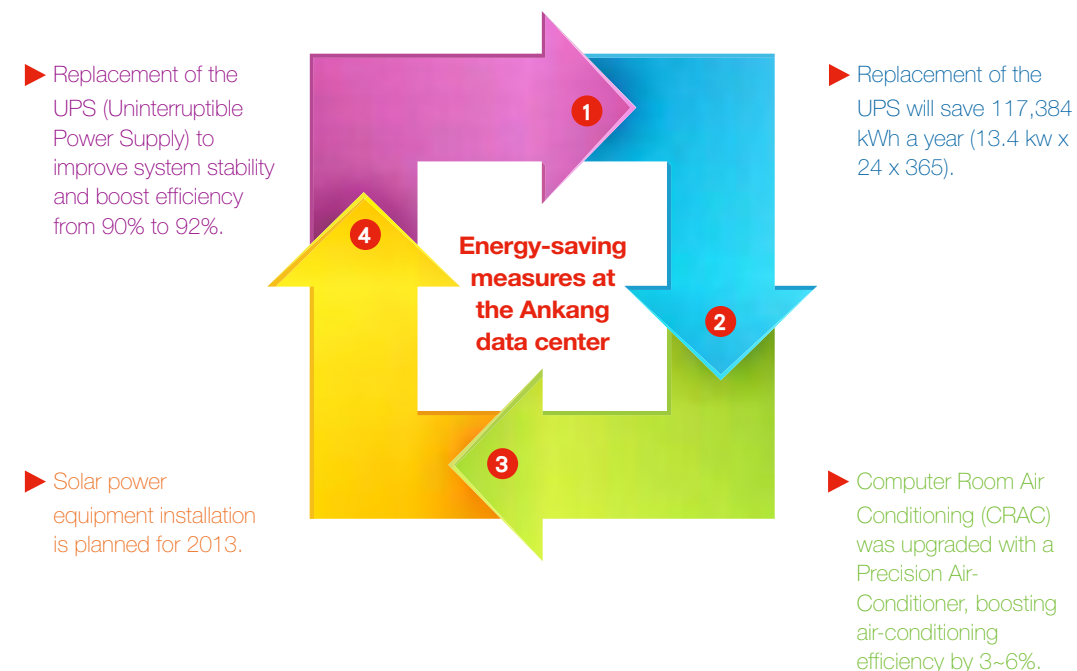 Replacement of the
UPS (Uninterruptible
Power Supply) to
improve system stability
and boost efficiency
from 90% to 92%.
1
Replacement of the
UPS will save 117,384
kWh a year (13.4 kw x
24 x 365).
2
Energy-saving
measures at
the Ankang
data center
4
3
Solar power
equipment installation
is planned for 2013.
Computer Room Air
Conditioning (CRAC)
was upgraded with a
Precision Air-
Conditioner, boosting
air-conditioning
efficiency by 3~6%.